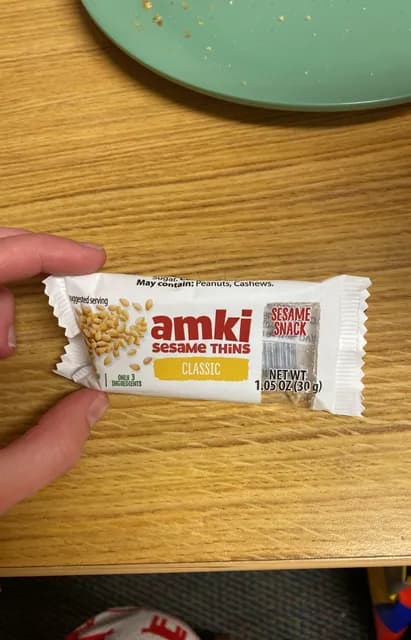 Sugar.
May contain: Peanuts, Cashews.
suggested serving
amki
SESAME THiNS
CLASSIC
ONLY 3
INGREDIENTS
SESAME
SNACK
NET WT.
1.05 OZ (30 g)
E